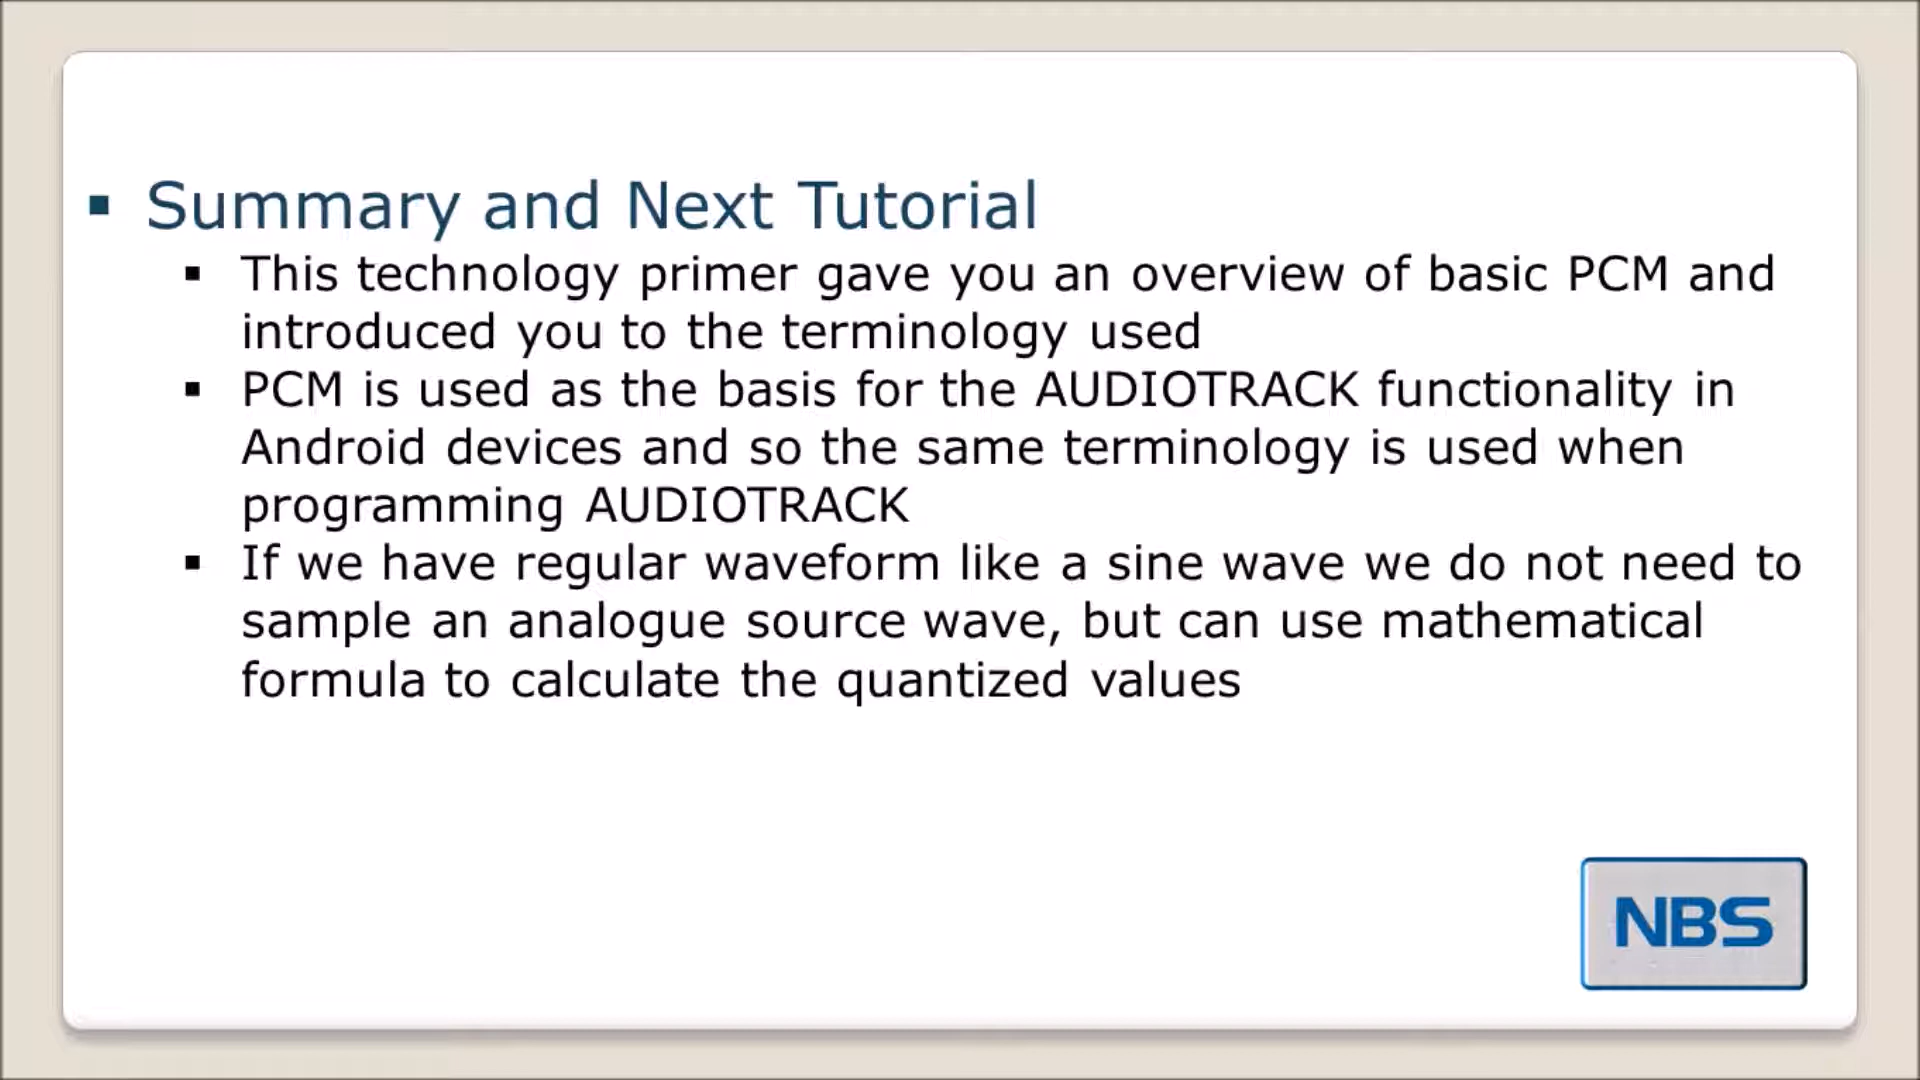 ▪ Summary and Next Tutorial
▪ This technology primer gave you an overview of basic PCM and
introduced you to the terminology used
▪ PCM is used as the basis for the AUDIOTRACK functionality in
Android devices and so the same terminology is used when
programming AUDIOTRACK
▪ If we have regular waveform like a sine wave we do not need to
sample an analogue source wave, but can use mathematical
formula to calculate the quantized values
NBS